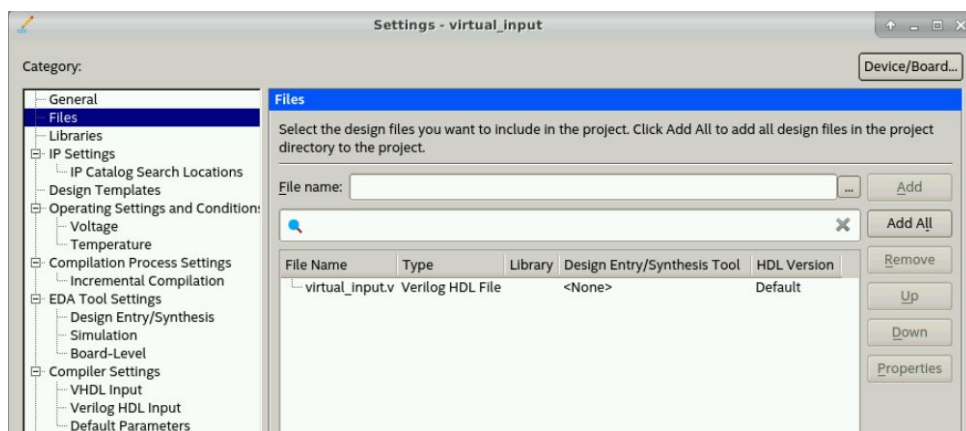 Settings - virtual_input
Category:
Device/Board...
General
Files
Libraries
IP Settings
IP Catalog Search Locations
Design Templates
Operating Settings and Condition:
Voltage
Temperature
Compilation Process Settings
Incremental Compilation
EDA Tool Settings
Design Entry/Synthesis
Simulation
Board-Level
Compiler Settings
VHDL Input
Verilog HDL Input
Default Parameters
Files
Select the design files you want to include in the project. Click Add All to add all design files in the project
directory to the project.
File name:
...
Add
Add All
File Name Type Library Design Entry/Synthesis Tool HDL Version
virtual_input.v Verilog HDL File <None> Default
Remove
Up
Down
Properties